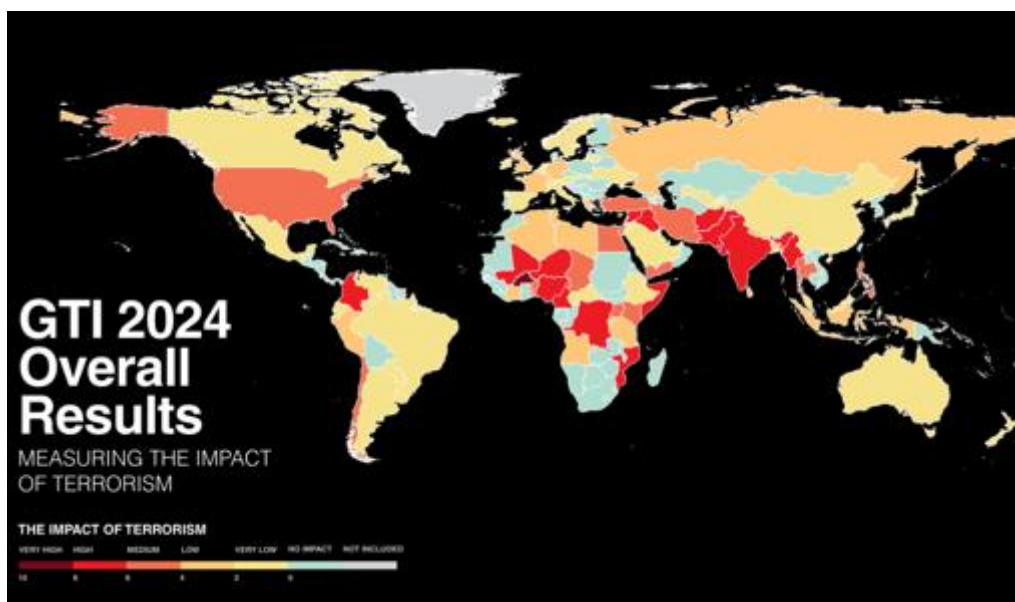 GTI 2024
Overall
Results
MEASURING THE IMPACT
OF TERRORISM
THE IMPACT OF TERRORISM
VERY HIGH HIGH MEDIUM LOW VERY LOW NO IMPACT NOT INCLUDED
10 8 6 4 2 0